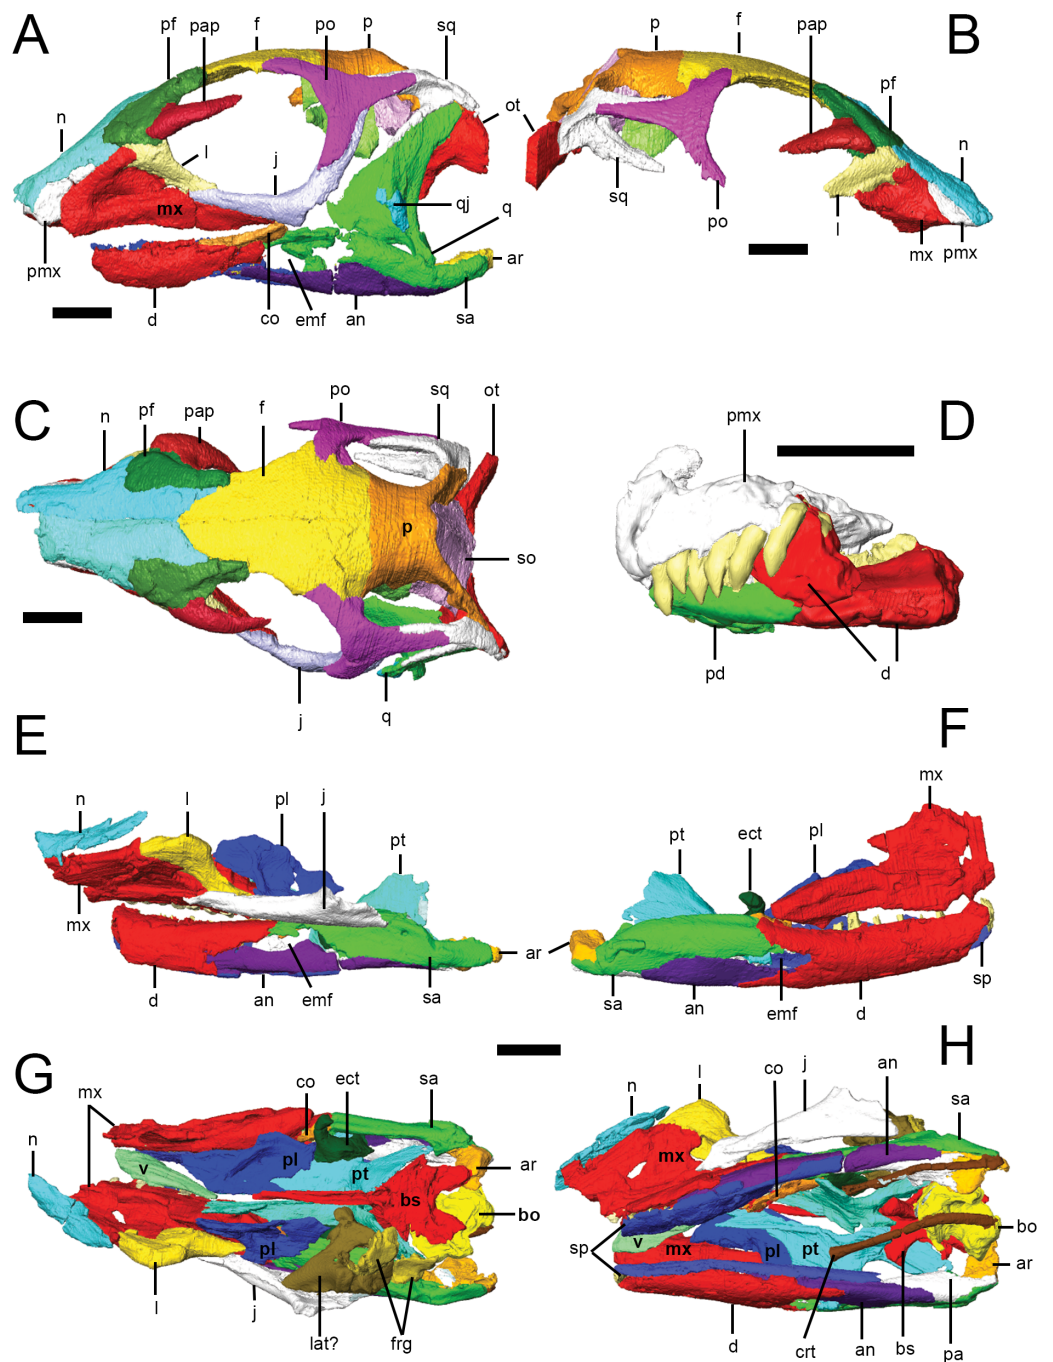 A
pf
pap
f
po
p
sq
n
l
j
mx
pmx
d
co
emf
an
qj
q
ar
sa
ot
B
p
f
pap
pf
n
sq
po
l
mx
pmx
C
n
pf
pap
f
po
sq
ot
p
so
j
q
D
pmx
pd
d
E
n
l
pl
j
pt
mx
d
an
emf
sa
ar
F
mx
pt
ect
pl
sa
an
emf
d
sp
G
mx
n
v
co
ect
sa
pl
pt
bs
ar
bo
pl
l
j
lat?
frg
H
n
l
co
j
an
sa
mx
sp
v
mx
pl
pt
bo
ar
d
crt
an
bs
pa